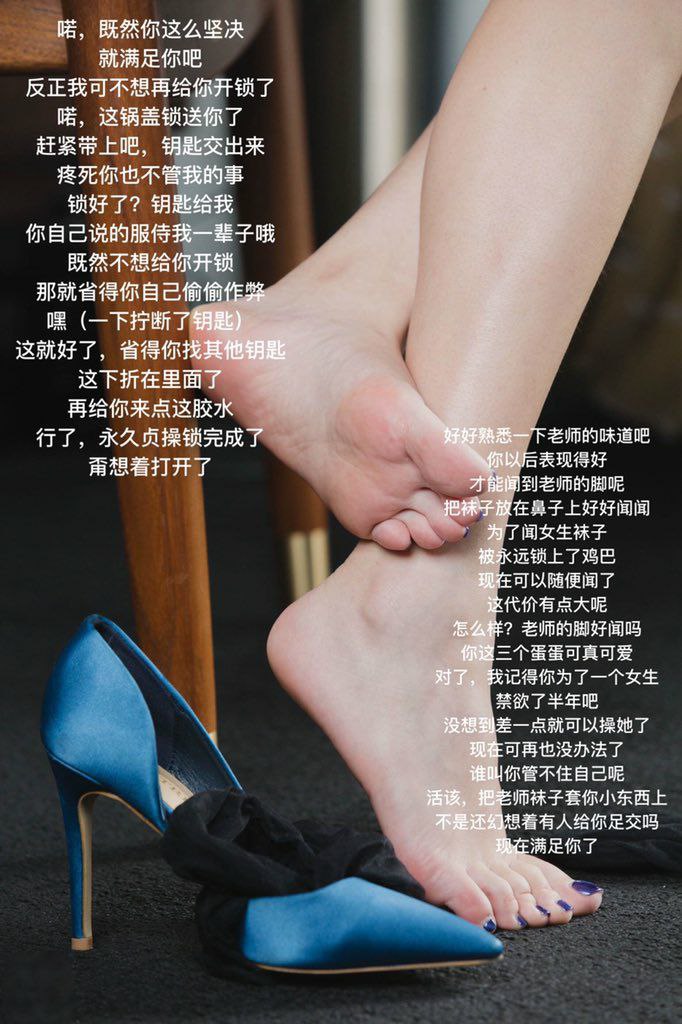 喏，既然你这么坚决
就满足你吧
反正我可不想再给你开锁了
喏，这锅盖锁送你了
赶紧带上吧，钥匙交出来
疼死你也不管我的事
锁好了？钥匙给我
你自己说的服侍我一辈子哦
既然不想给你开锁
那就省得你自己偷偷作弊
嘿（一下拧断了钥匙）
这就好了，省得你找其他钥匙
这下折在里面了
再给你来点这胶水
行了，永久贞操锁完成了
甭想着打开了
好好熟悉一下老师的味道吧
你以后表现得好
才能闻到老师的脚呢
把袜子放在鼻子上好好闻闻
为了闻女生袜子
被永远锁上了鸡巴
现在可以随便闻了
这代价有点大呢
怎么样？老师的脚好闻吗
你这三个蛋蛋可真可爱
对了，我记得你为了一个女生
禁欲了半年吧
没想到差一点就可以操她了
现在可再也没办法了
谁叫你管不住自己呢
活该，把老师袜子套你小东西上
不是还幻想着有人给你足交吗
现在满足你了